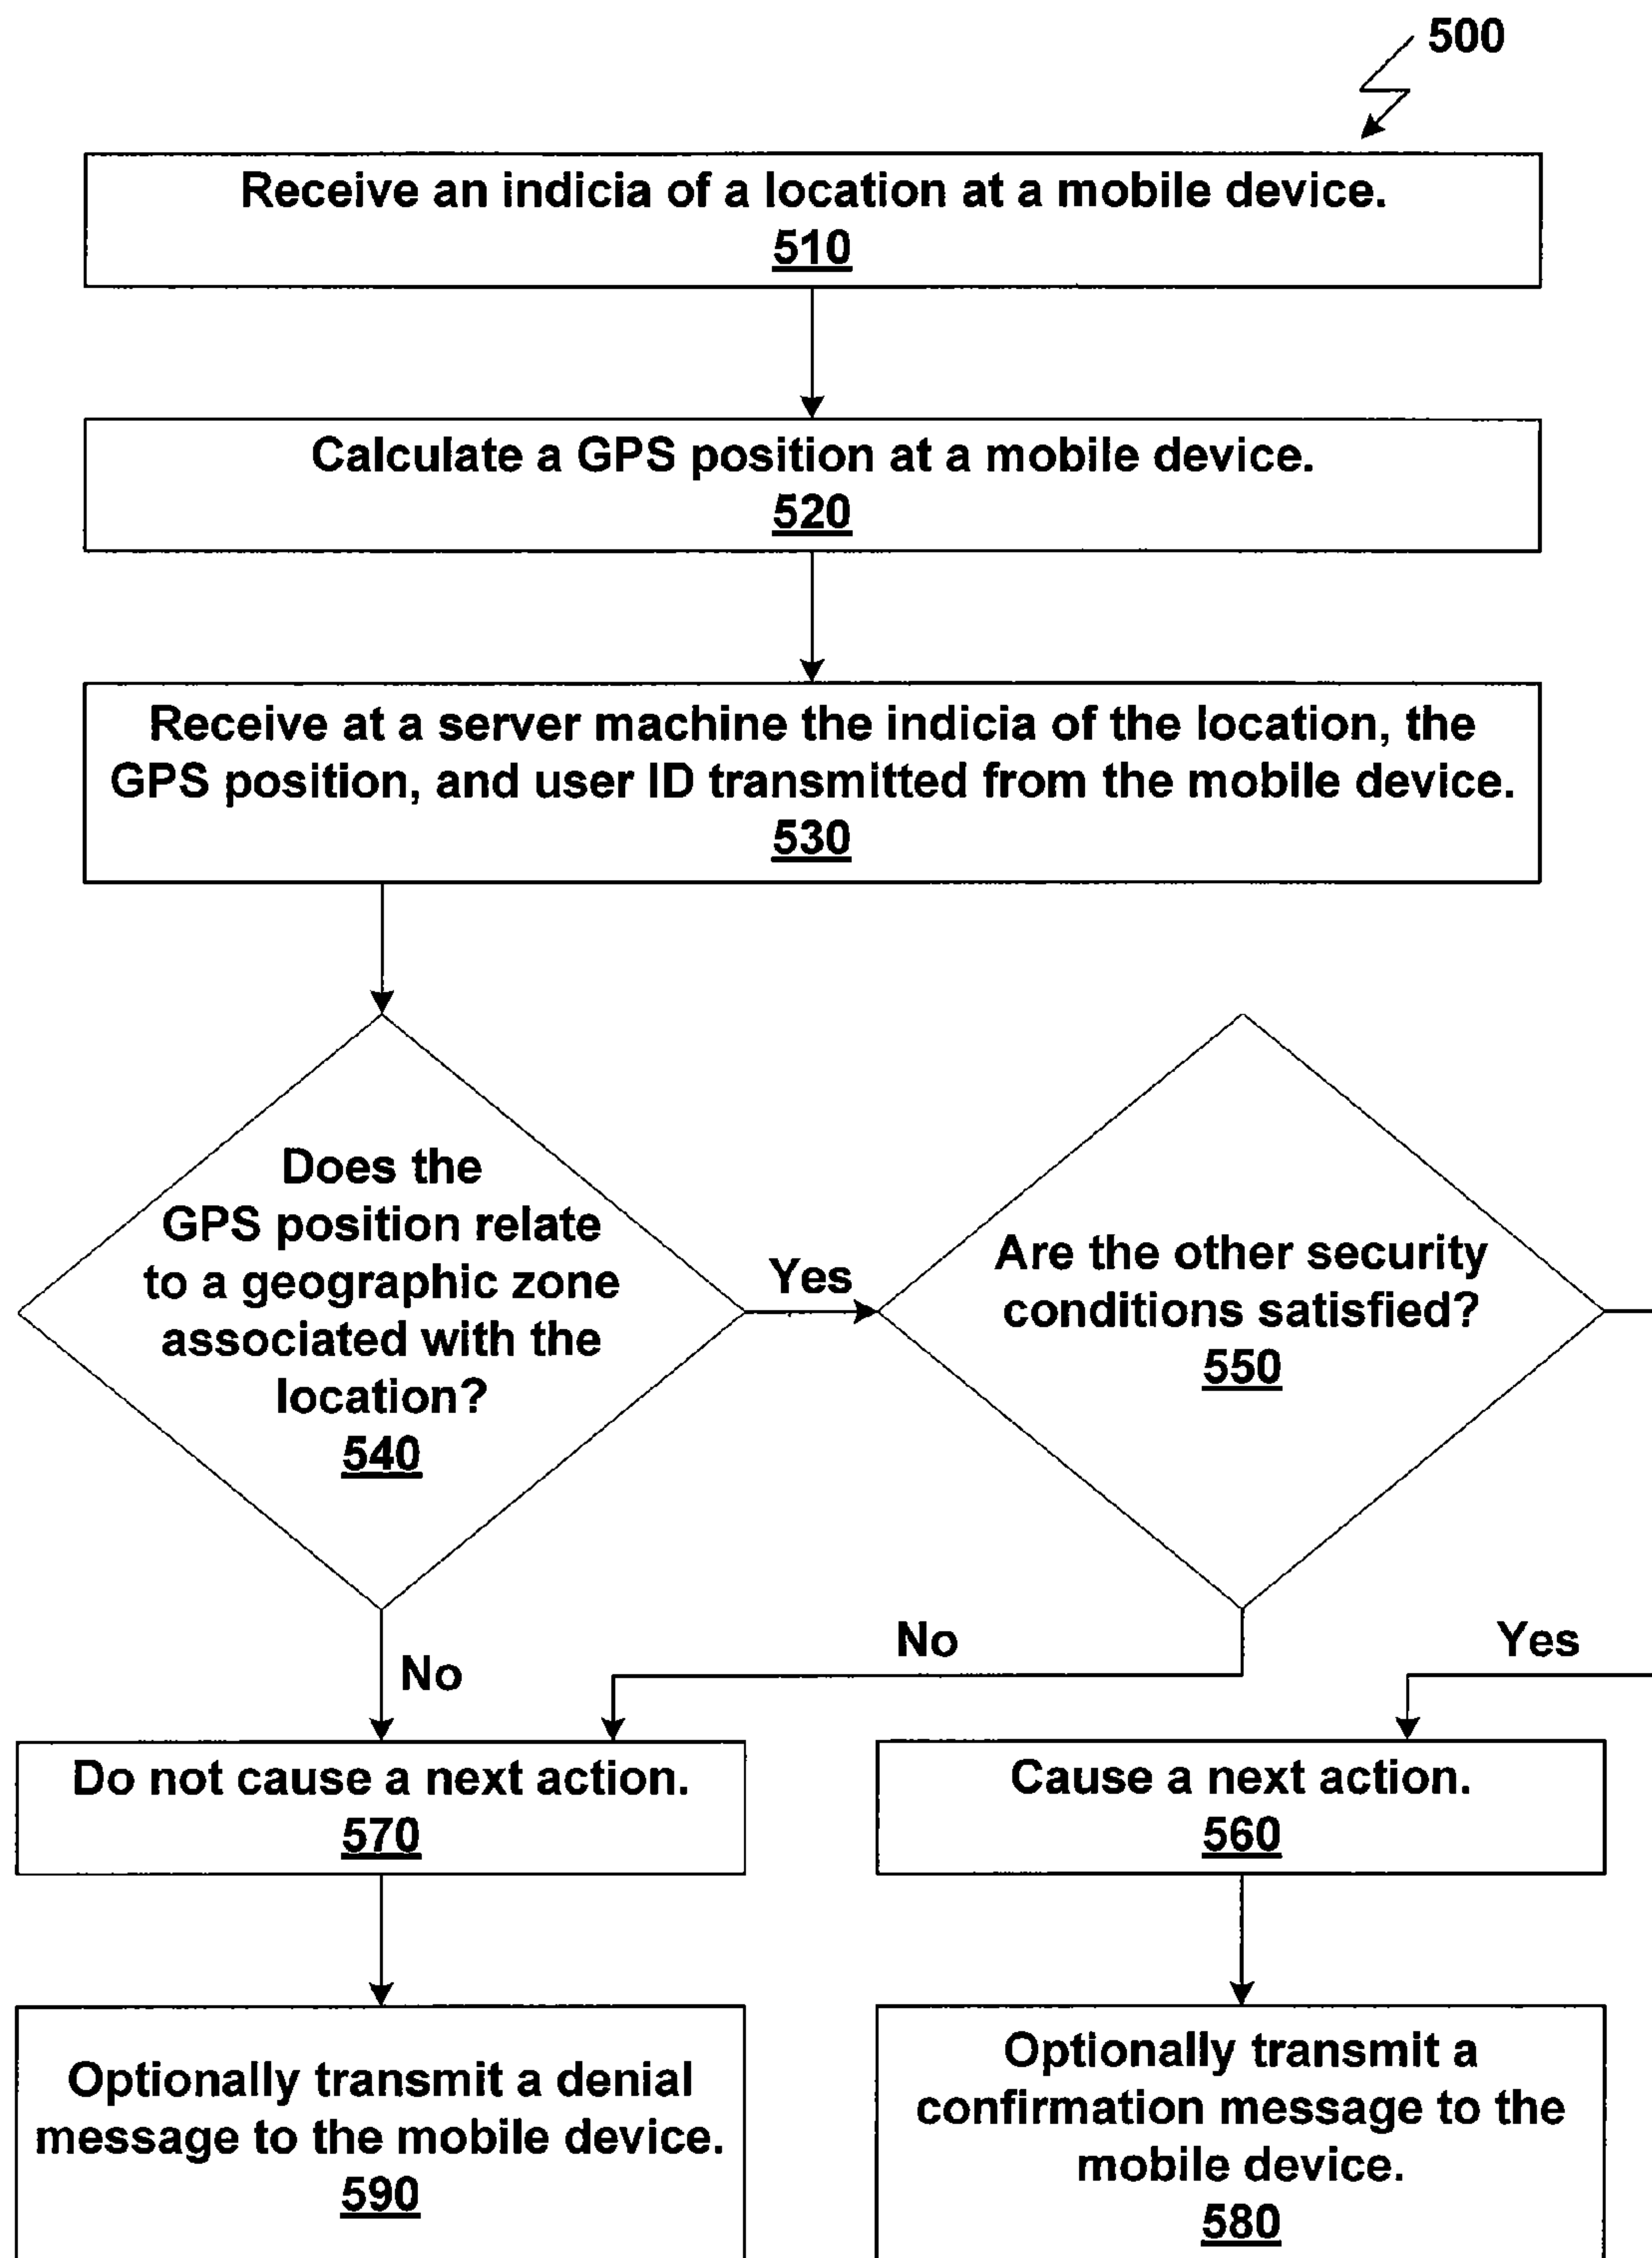 500
Receive an indicia of a location at a mobile device.
510
Calculate a GPS position at a mobile device.
520
Receive at a server machine the indicia of the location, the
GPS position, and user ID transmitted from the mobile device.
530
Does the
GPS position relate
to a geographic zone
associated with the
location?
540
Yes
Are the other security
conditions satisfied?
550
No
No
Yes
Do not cause a next action.
570
Cause a next action.
560
Optionally transmit a denial
message to the mobile device.
590
Optionally transmit a
confirmation message to the
mobile device.
580